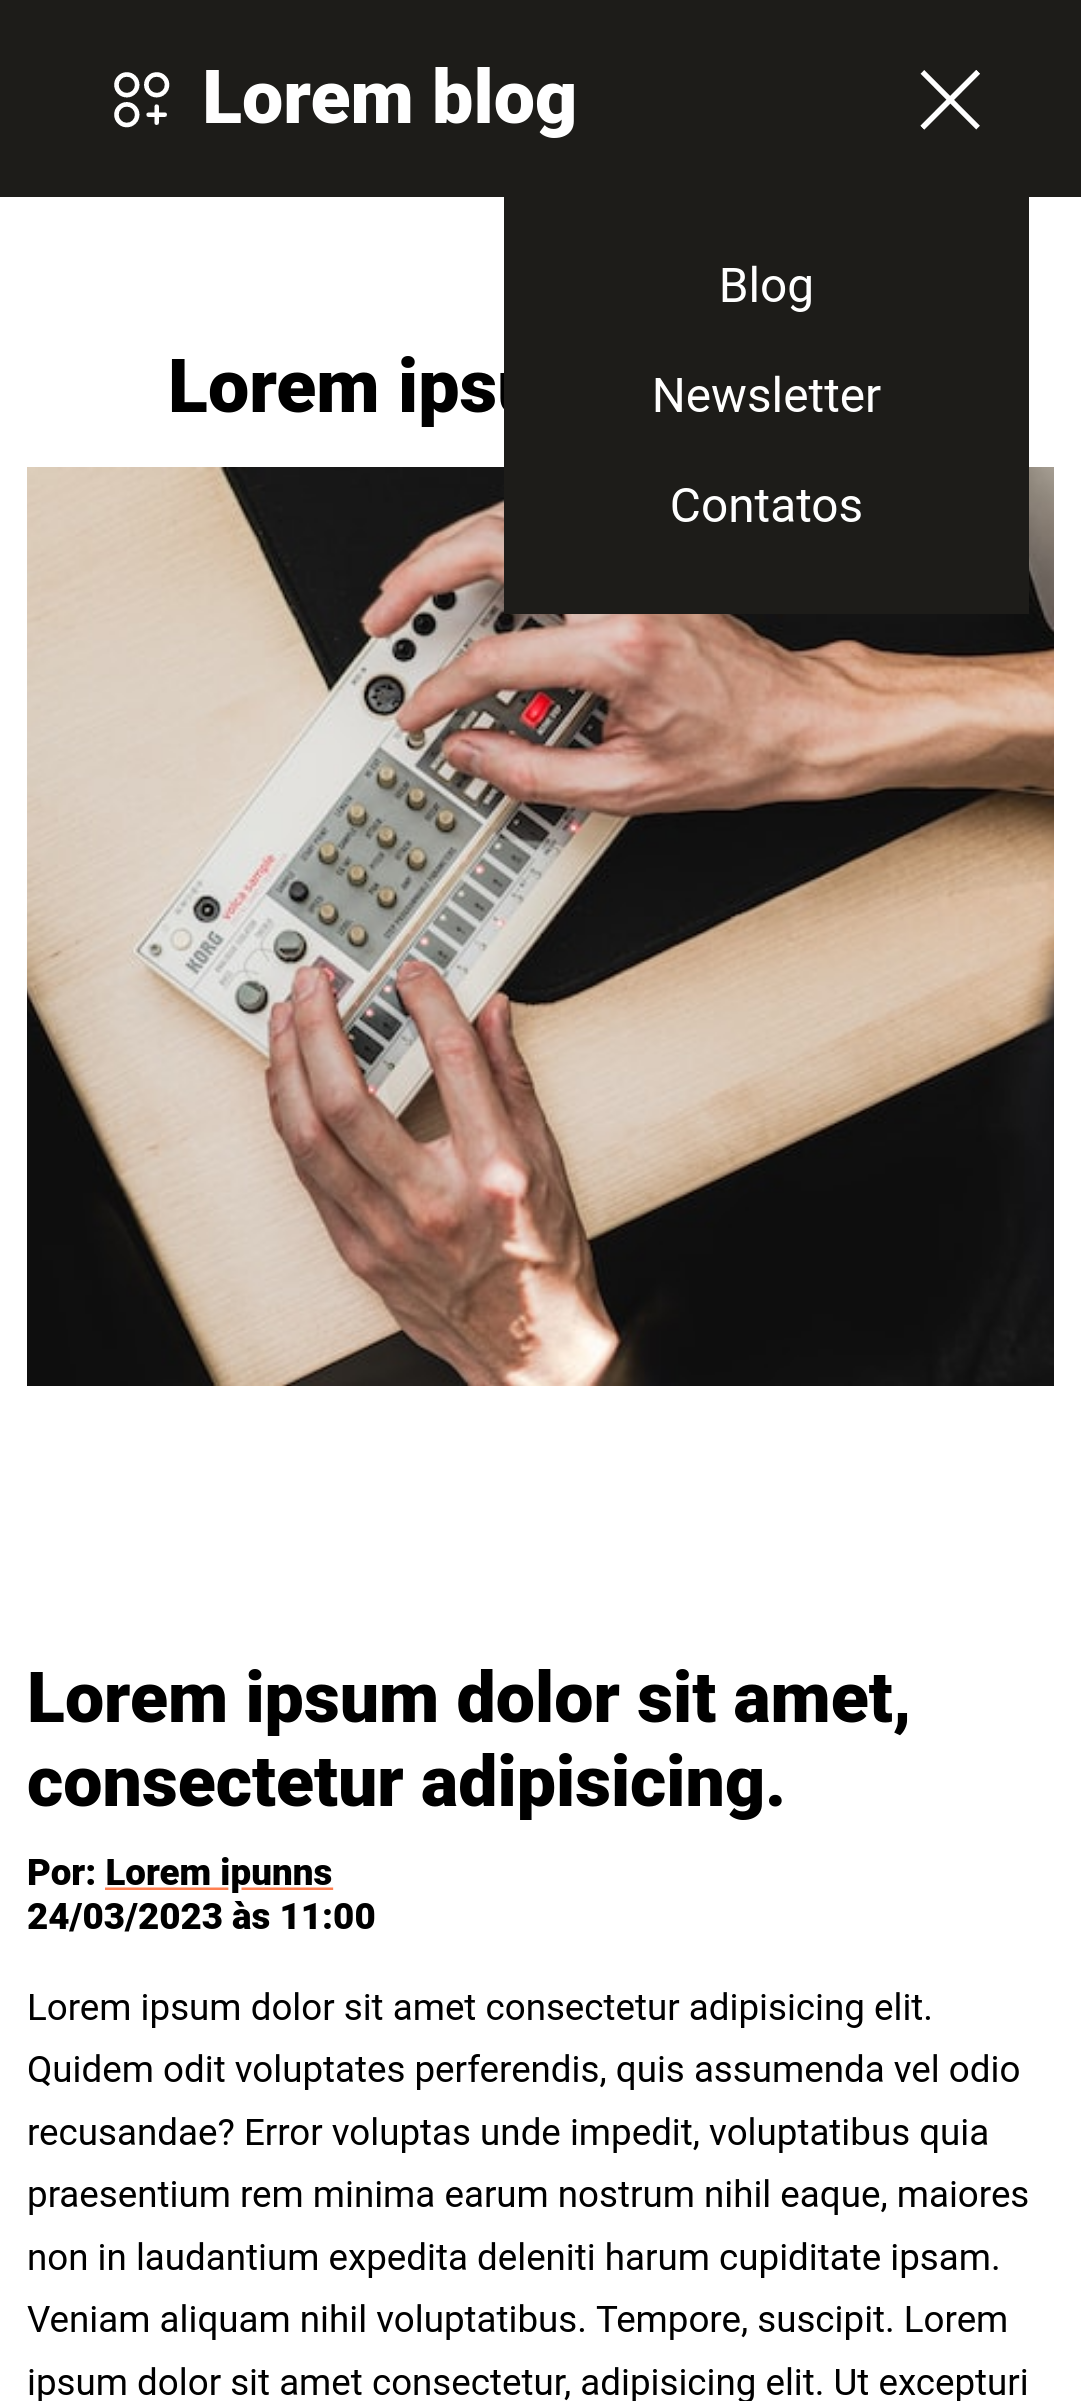 Lorem blog
Blog
Newsletter
Contatos
Lorem
KORG
volca sample
Lorem ipsum dolor sit amet,
consectetur adipisicing.
Por: Lorem ipunns
24/03/2023 às 11:00
Lorem ipsum dolor sit amet consectetur adipisicing elit.
Quidem odit voluptates perferendis, quis assumenda vel odio
recusandae? Error voluptas unde impedit, voluptatibus quia
praesentium rem minima earum nostrum nihil eaque, maiores
non in laudantium expedita deleniti harum cupiditate ipsam.
Veniam aliquam nihil voluptatibus. Tempore, suscipit. Lorem
ipsum dolor sit amet consectetur, adipisicing elit. Ut excepturi